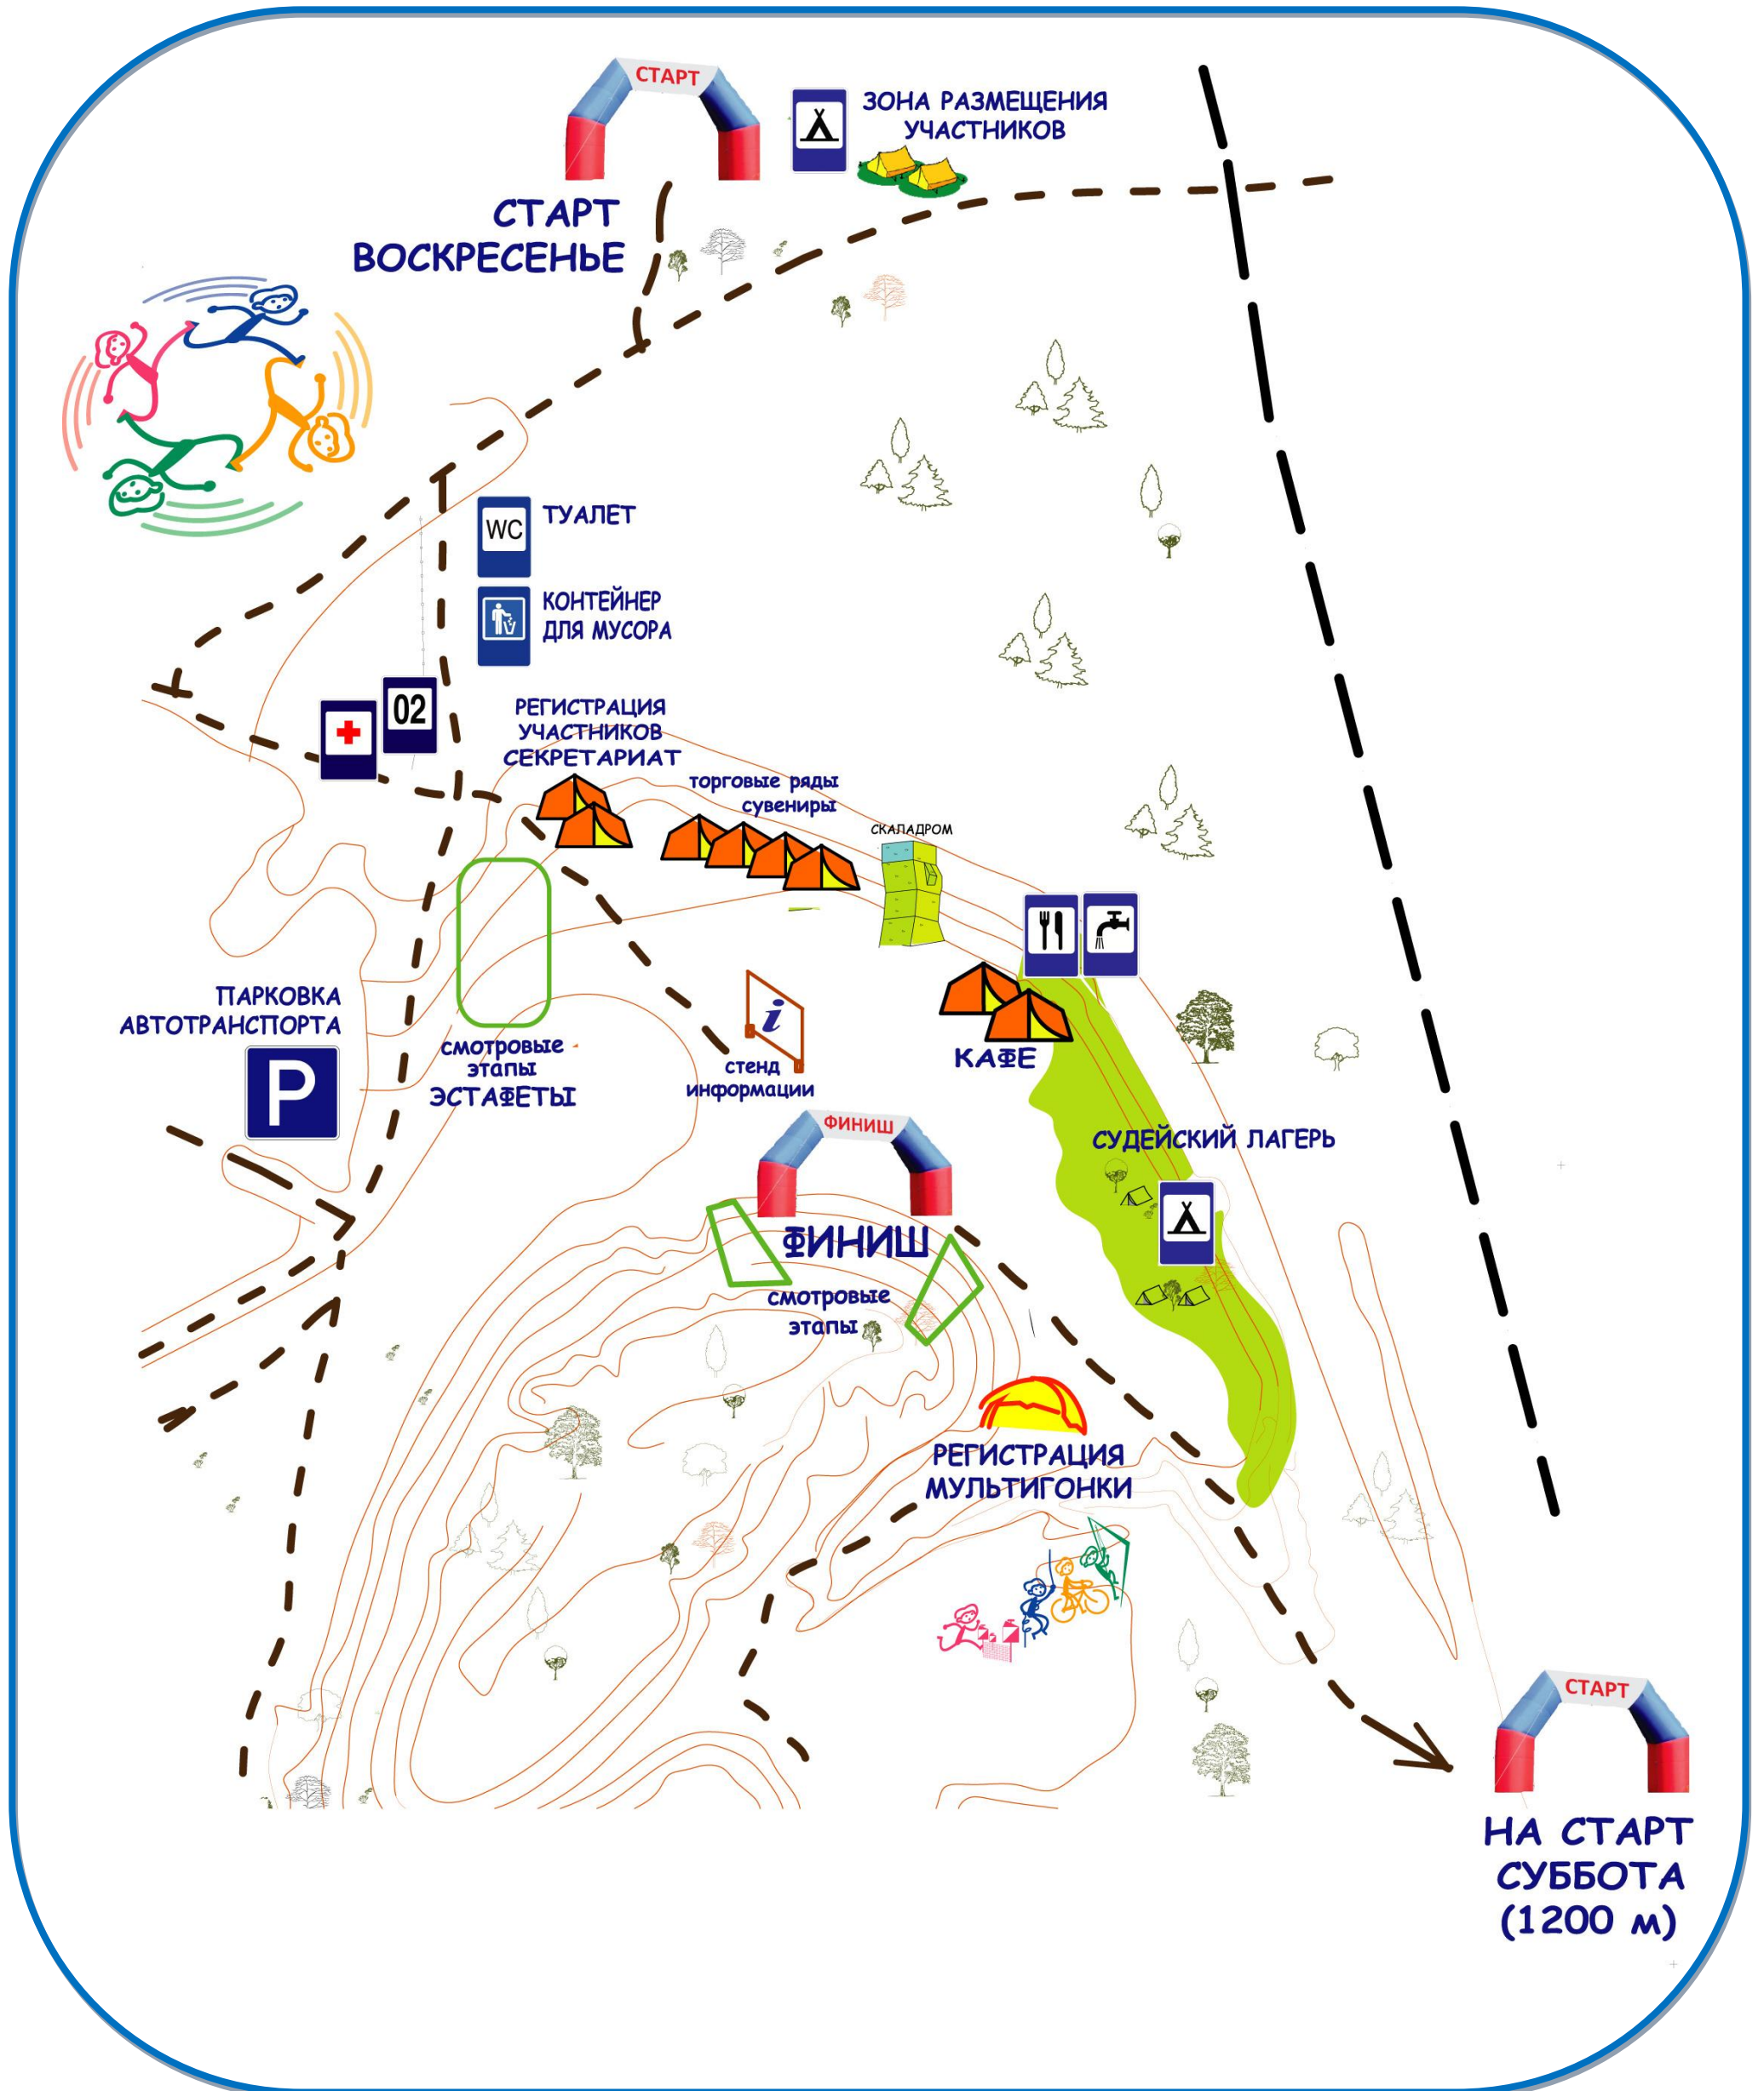 СТАРТ
ЗОНА РАЗМЕЩЕНИЯ
УЧАСТНИКОВ
СТАРТ
ВОСКРЕСЕНЬЕ
WC
ТУАЛЕТ
КОНТЕЙНЕР
ДЛЯ МУСОРА
02
РЕГИСТРАЦИЯ
УЧАСТНИКОВ
СЕКРЕТАРИАТ
торговые ряды
сувениры
СКАЛАДРОМ
ПАРКОВКА
АВТОТРАНСПОРТА
P
смотровые
этапы
ЭСТАФЕТЫ
i
стенд
информации
КАФЕ
ФИНИШ
СУДЕЙСКИЙ ЛАГЕРЬ
ФИНИШ
смотровые
этапы
РЕГИСТРАЦИЯ
МУЛЬТИГОНКИ
СТАРТ
НА СТАРТ
СУББОТА
(1200 м)